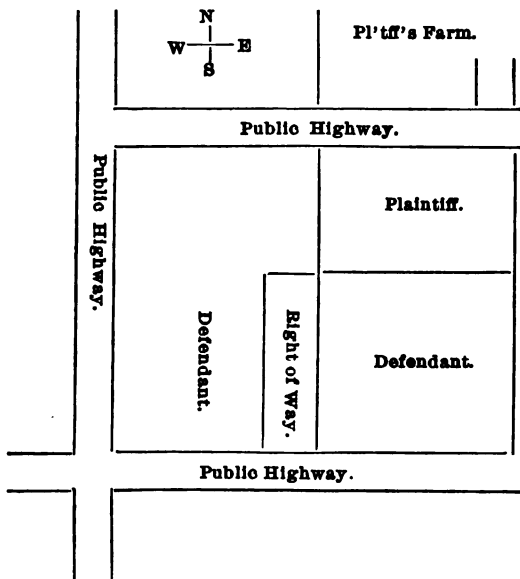 N
W E
S
Pl'tff's Farm.
Public Highway.
Public Highway.
Plaintiff.
Defendant.
Right of Way.
Defendant.
Public Highway.